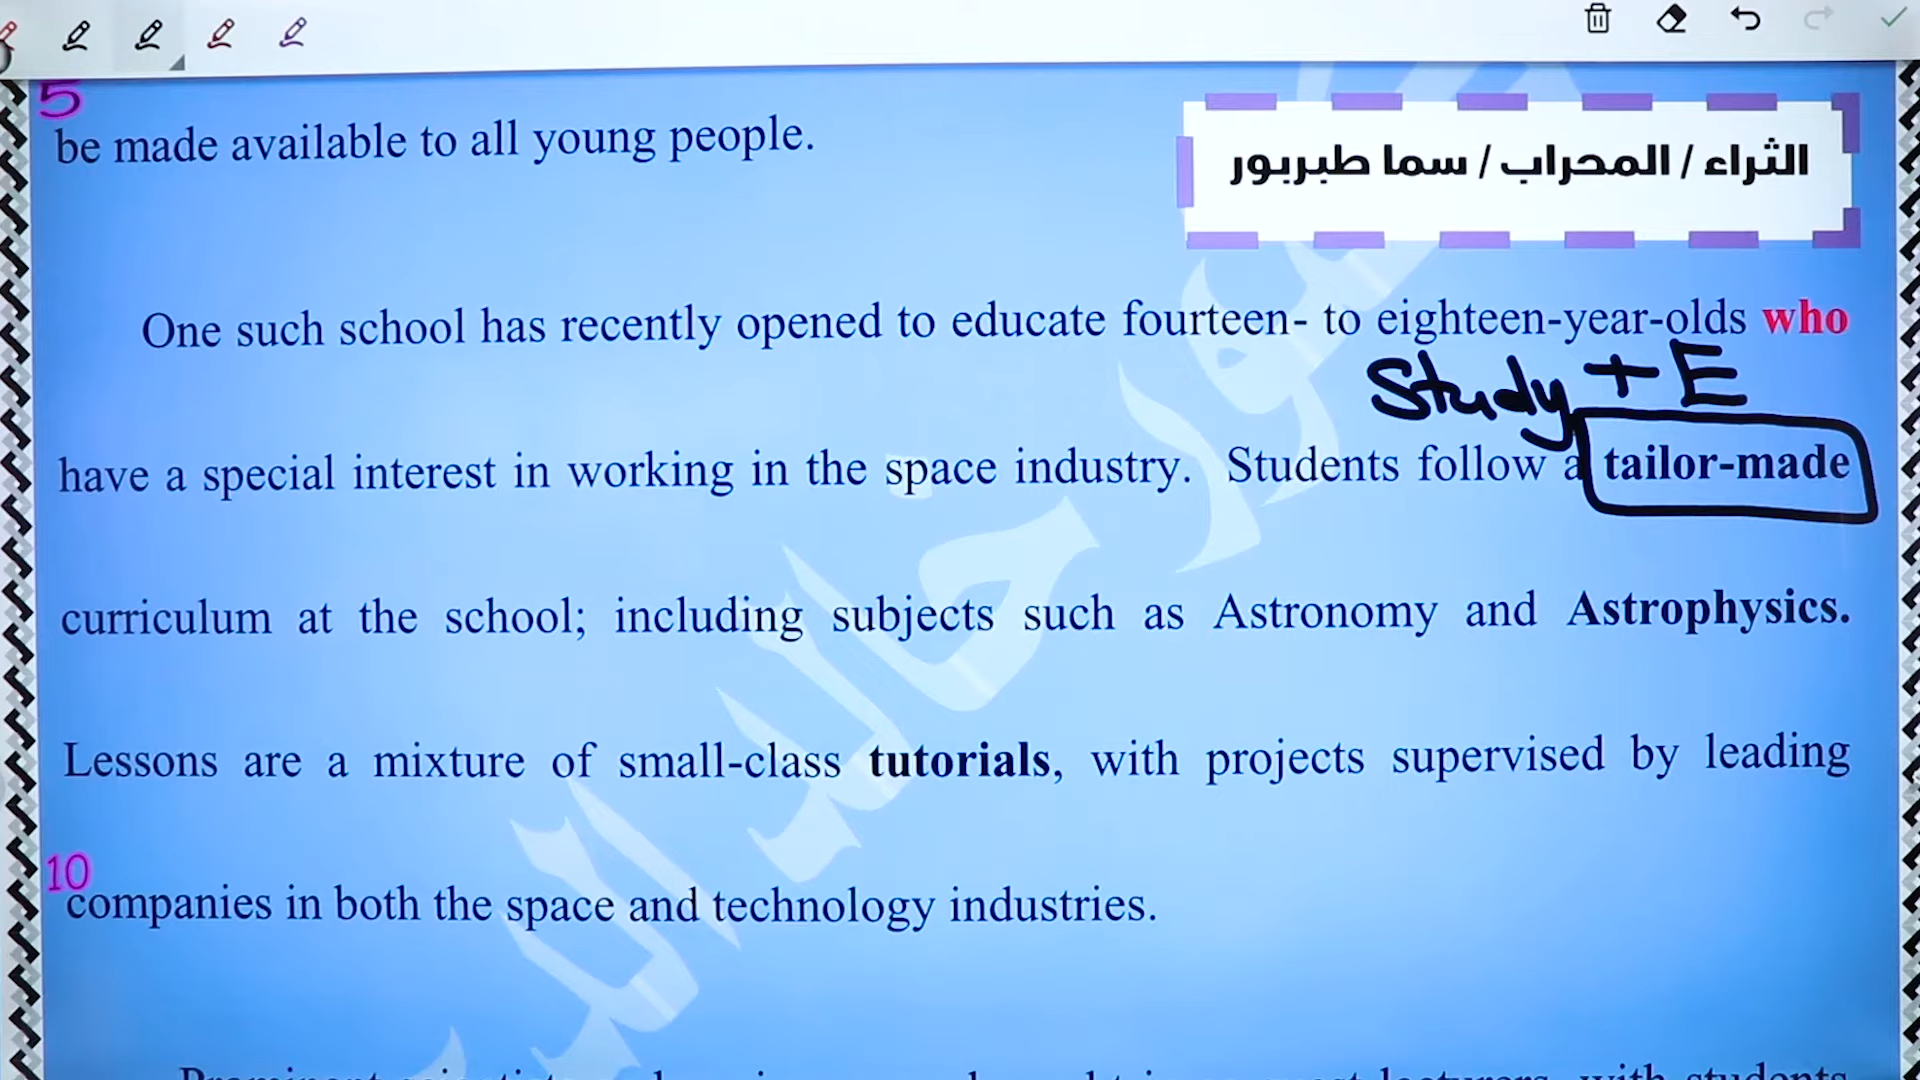 5
be made available to all young people.
الثراء / المحراب / سما طبربور
One such school has recently opened to educate fourteen- to eighteen-year-olds who
Study + E
have a special interest in working in the space industry. Students follow a tailor-made
curriculum at the school; including subjects such as Astronomy and Astrophysics.
Lessons are a mixture of small-class tutorials, with projects supervised by leading
10
companies in both the space and technology industries.
with students